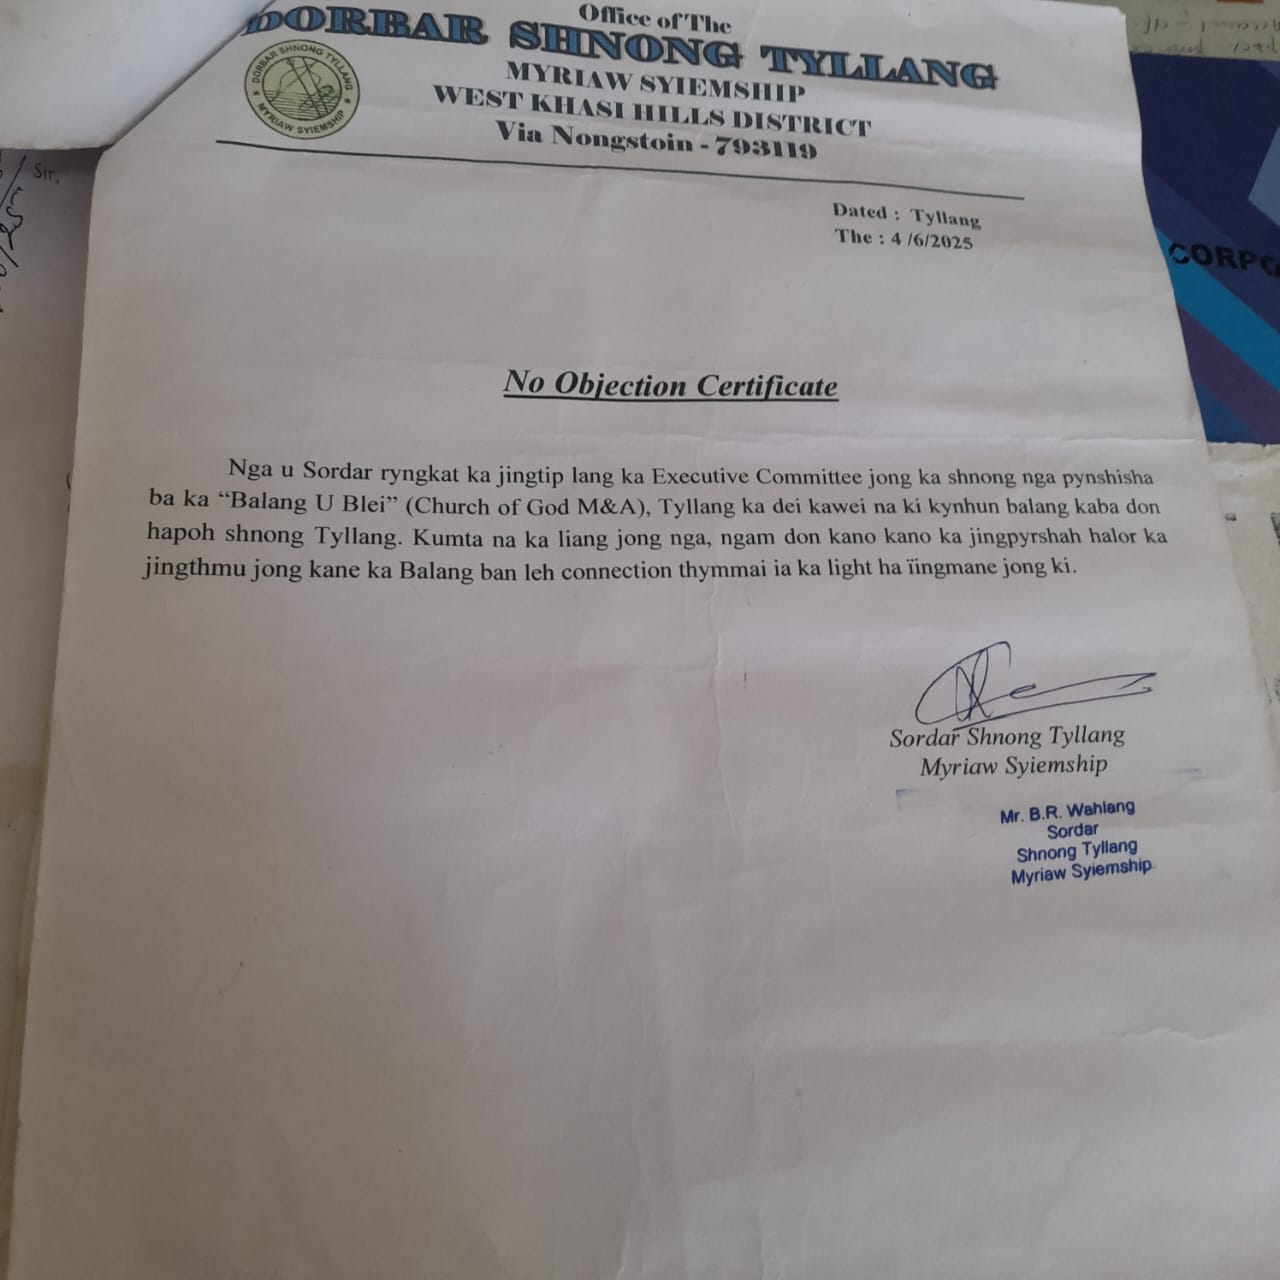 Office of The
DORBAR SHNONG TYLLANG
MYRIAW SYIEMSHIP
WEST KHASI HILLS DISTRICT
Via Nongstoin - 793119
DORBAR SHNONG TYLLANG
MYRIAW SYIEMSHIP
Sir,
CORPO
Dated : Tyllang
The : 4 /6/2025
No Objection Certificate
Nga u Sordar ryngkat ka jingtip lang ka Executive Committee jong ka shnong nga pynshisha
ba ka “Balang U Blei” (Church of God M&A), Tyllang ka dei kawei na ki kynhun balang kaba don
hapoh shnong Tyllang. Kumta na ka liang jong nga, ngam don kano kano ka jingpyrshah halor ka
jingthmu jong kane ka Balang ban leh connection thymmai ia ka light ha ïingmane jong ki.
Sordar Shnong Tyllang
Myriaw Syiemship
Mr. B.R. Wahlang
Sordar
Shnong Tyllang
Myriaw Syiemship